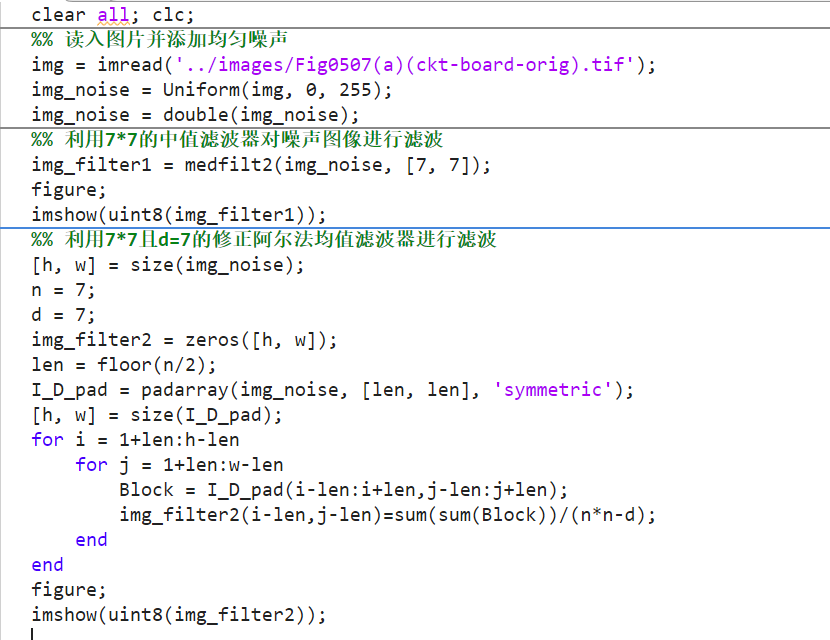 clear all; clc;
%% 读入图片并添加均匀噪声
img = imread('../images/Fig0507(a)(ckt-board-orig).tif');
img_noise = Uniform(img, 0, 255);
img_noise = double(img_noise);
%% 利用7*7的中值滤波器对噪声图像进行滤波
img_filter1 = medfilt2(img_noise, [7, 7]);
figure;
imshow(uint8(img_filter1));
%% 利用7*7且d=7的修正阿尔法均值滤波器进行滤波
[h, w] = size(img_noise);
n = 7;
d = 7;
img_filter2 = zeros([h, w]);
len = floor(n/2);
I_D_pad = padarray(img_noise, [len, len], 'symmetric');
[h, w] = size(I_D_pad);
for i = 1+len:h-len
    for j = 1+len:w-len
        Block = I_D_pad(i-len:i+len,j-len:j+len);
        img_filter2(i-len,j-len)=sum(sum(Block))/(n*n-d);
    end
end
figure;
imshow(uint8(img_filter2));